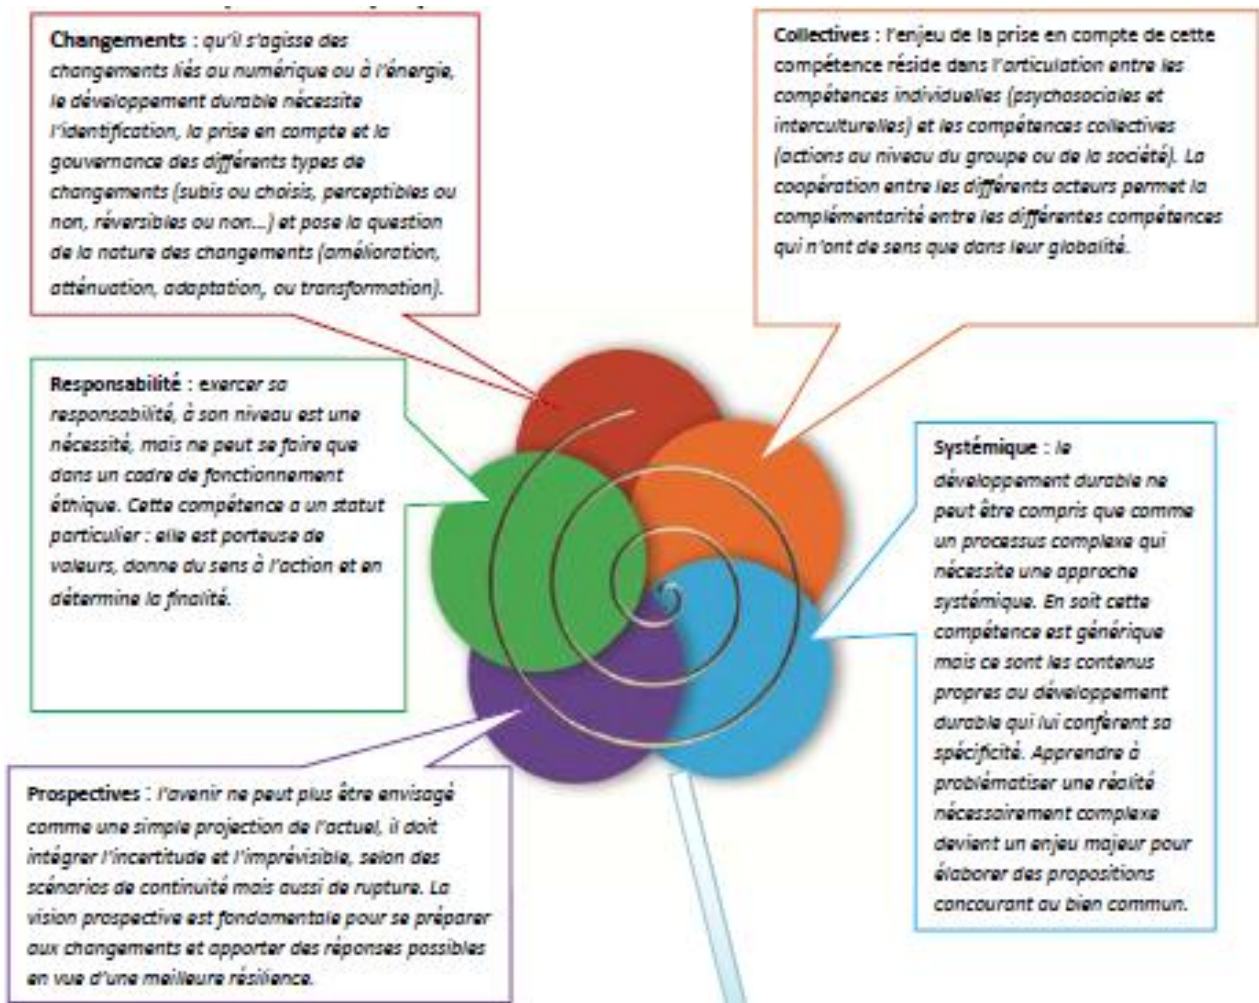 Changements : qu'il s'agisse des
changements liés au numérique ou à l'énergie,
le développement durable nécessite
l'identification, la prise en compte et la
gouvernance des différents types de
changements (subis ou choisis, perceptibles ou
non, réversibles ou non...) et pose la question
de la nature des changements (amélioration,
atténuation, adaptation, ou transformation).
Collectives : l'enjeu de la prise en compte de cette
compétence réside dans l'articulation entre les
compétences individuelles (psychosociales et
interculturelles) et les compétences collectives
(actions au niveau du groupe ou de la société). La
coopération entre les différents acteurs permet la
complémentarité entre les différentes compétences
qui n'ont de sens que dans leur globalité.
Responsabilité : exercer sa
responsabilité, à son niveau est une
nécessité, mais ne peut se faire que
dans un cadre de fonctionnement
éthique. Cette compétence a un statut
particulier : elle est porteuse de
valeurs, donne du sens à l'action et en
détermine la finalité.
Systémique : le
développement durable ne
peut être compris que comme
un processus complexe qui
nécessite une approche
systémique. En soit cette
compétence est générique
mais ce sont les contenus
propres au développement
durable qui lui confèrent sa
spécificité. Apprendre à
problématiser une réalité
nécessairement complexe
devient un enjeu majeur pour
élaborer des propositions
concourant au bien commun.
Prospectives : l'avenir ne peut plus être envisagé
comme une simple projection de l'actuel, il doit
intégrer l'incertitude et l'imprévisible, selon des
scénarios de continuité mais aussi de rupture. La
vision prospective est fondamentale pour se préparer
aux changements et apporter des réponses possibles
en vue d'une meilleure résilience.